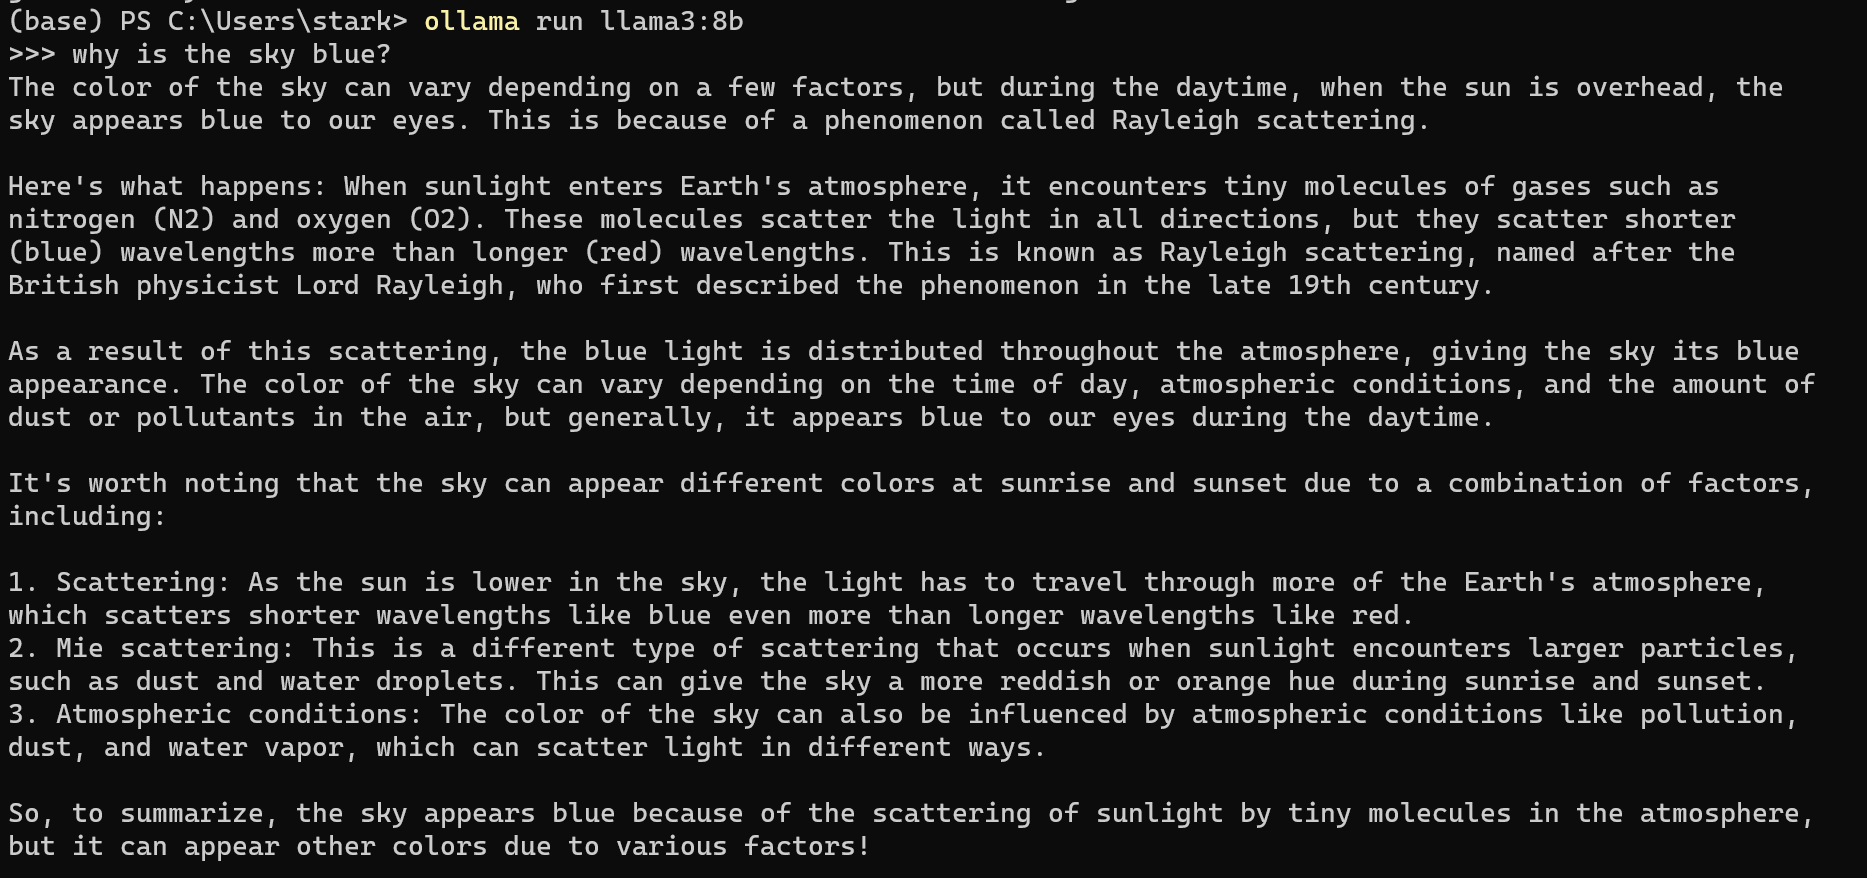 (base) PS C:\Users\stark> ollama run llama3:8b
>>> why is the sky blue?
The color of the sky can vary depending on a few factors, but during the daytime, when the sun is overhead, the
sky appears blue to our eyes. This is because of a phenomenon called Rayleigh scattering.

Here's what happens: When sunlight enters Earth's atmosphere, it encounters tiny molecules of gases such as
nitrogen (N2) and oxygen (O2). These molecules scatter the light in all directions, but they scatter shorter
(blue) wavelengths more than longer (red) wavelengths. This is known as Rayleigh scattering, named after the
British physicist Lord Rayleigh, who first described the phenomenon in the late 19th century.

As a result of this scattering, the blue light is distributed throughout the atmosphere, giving the sky its blue
appearance. The color of the sky can vary depending on the time of day, atmospheric conditions, and the amount of
dust or pollutants in the air, but generally, it appears blue to our eyes during the daytime.

It's worth noting that the sky can appear different colors at sunrise and sunset due to a combination of factors,
including:

1. Scattering: As the sun is lower in the sky, the light has to travel through more of the Earth's atmosphere,
which scatters shorter wavelengths like blue even more than longer wavelengths like red.
2. Mie scattering: This is a different type of scattering that occurs when sunlight encounters larger particles,
such as dust and water droplets. This can give the sky a more reddish or orange hue during sunrise and sunset.
3. Atmospheric conditions: The color of the sky can also be influenced by atmospheric conditions like pollution,
dust, and water vapor, which can scatter light in different ways.

So, to summarize, the sky appears blue because of the scattering of sunlight by tiny molecules in the atmosphere,
but it can appear other colors due to various factors!